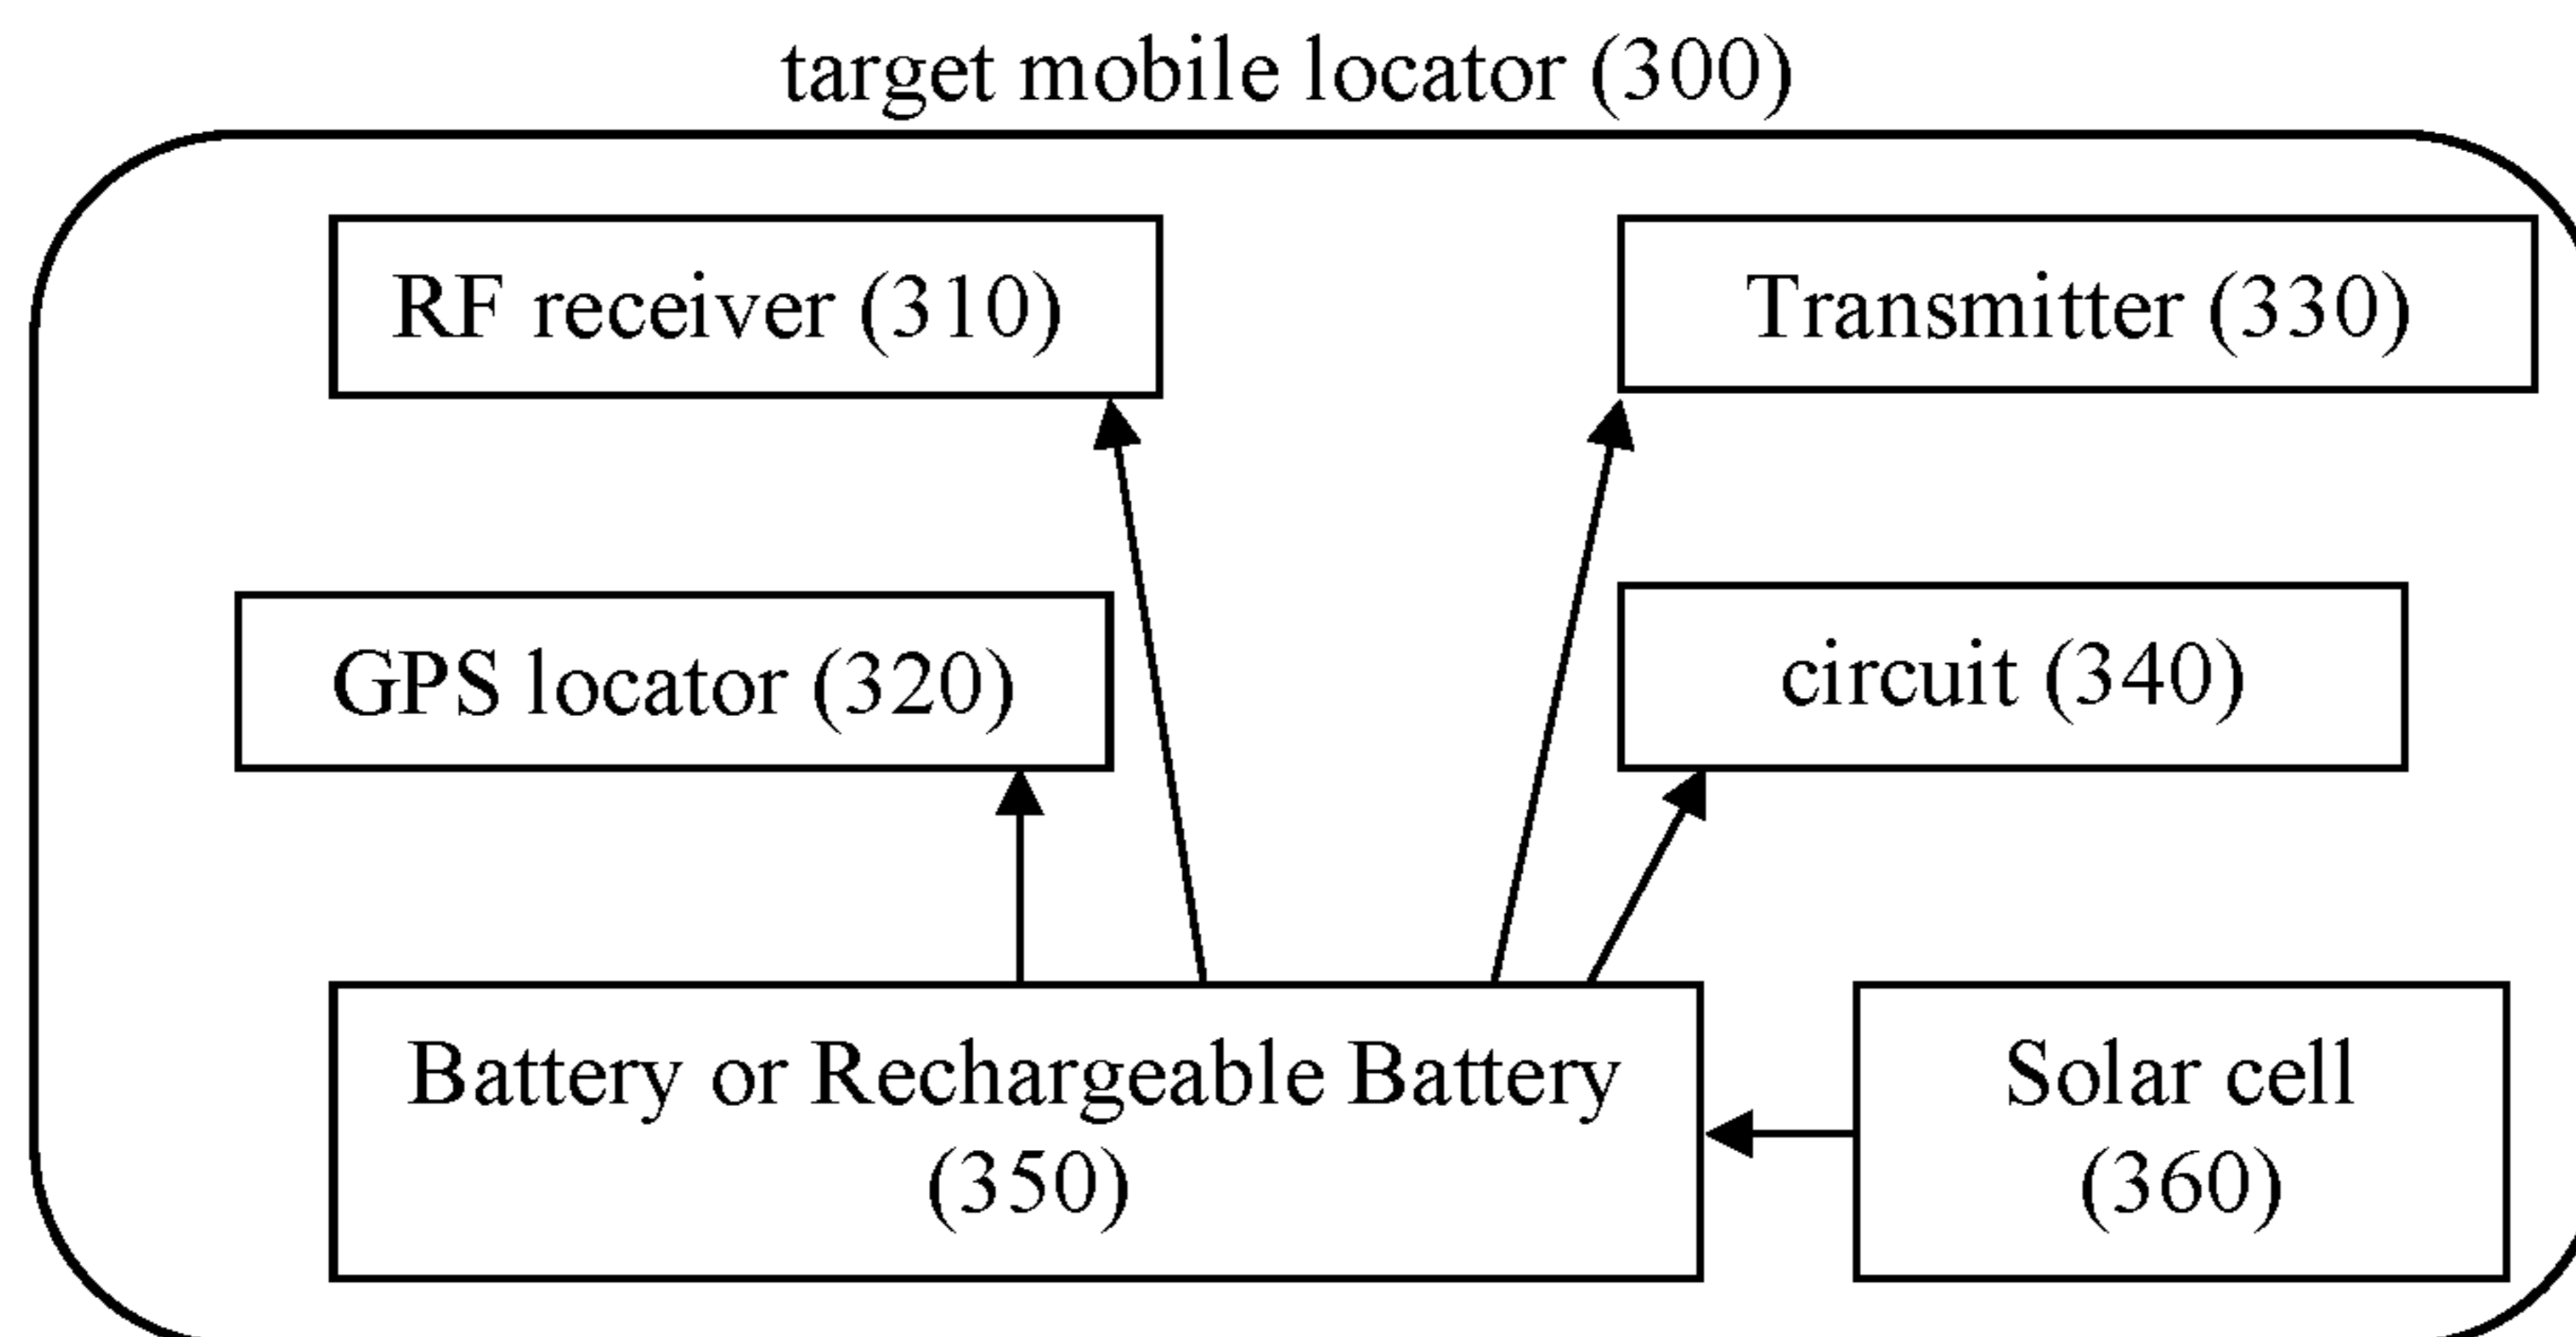 target mobile locator (300)
RF receiver (310)
Transmitter (330)
GPS locator (320)
circuit (340)
Battery or Rechargeable Battery
(350)
Solar cell
(360)